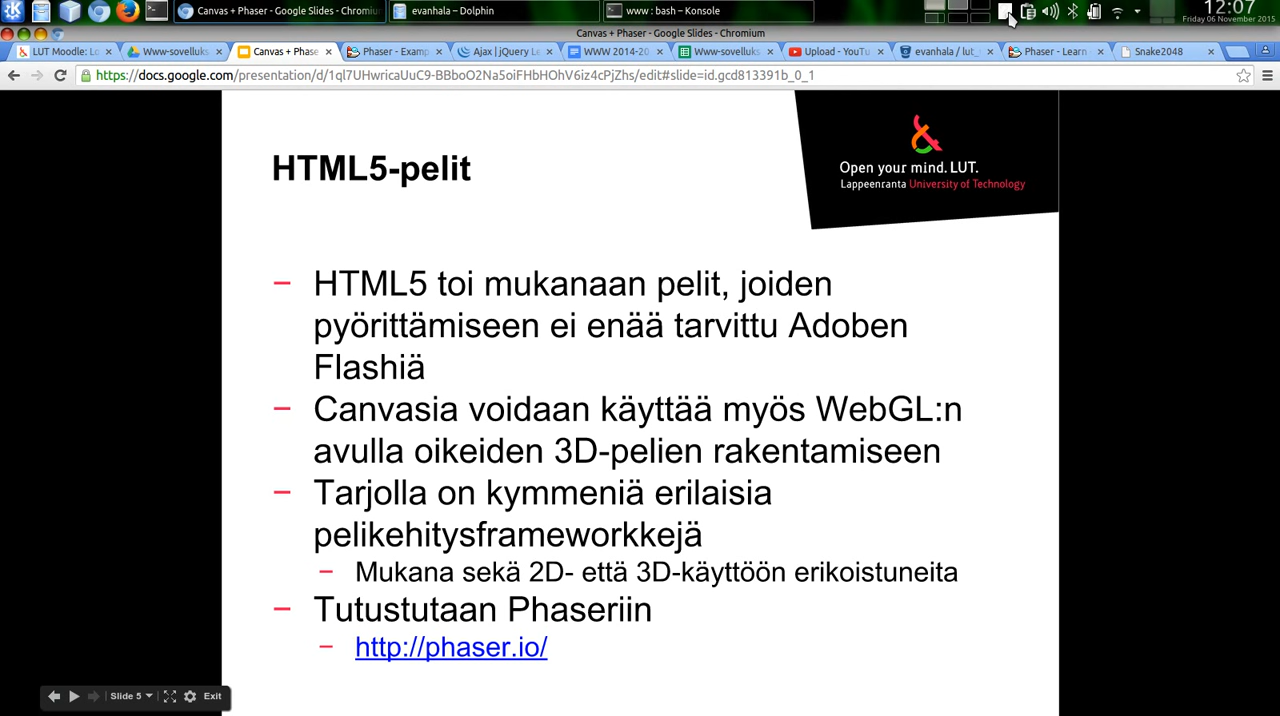 Canvas + Phaser - Google Slides - Chromium
evanhala – Dolphin
www : bash – Konsole
12:07
Friday 06 November 2015
Canvas + Phaser - Google Slides - Chromium
LUT Moodle: Lo
Www-sovelluks
Canvas + Phase
Phaser - Examp
Ajax | jQuery Le
WWW 2014-20
Www-sovelluks
Upload - YouTu
evanhala / lut_
Phaser - Learn
Snake2048
https://docs.google.com/presentation/d/1ql7UHwricaUuC9-BBboO2Na5oiFHbHOhV6iz4cPjZhs/edit#slide=id.gcd813391b_0_1
Open your mind. LUT.
Lappeenranta University of Technology
HTML5-pelit
– HTML5 toi mukanaan pelit, joiden
pyörittämiseen ei enää tarvittu Adoben
Flashiä
– Canvasia voidaan käyttää myös WebGL:n
avulla oikeiden 3D-pelien rakentamiseen
– Tarjolla on kymmeniä erilaisia
pelikehitysframeworkkejä
– Mukana sekä 2D- että 3D-käyttöön erikoistuneita
– Tutustutaan Phaseriin
– http://phaser.io/
Slide 5
Exit